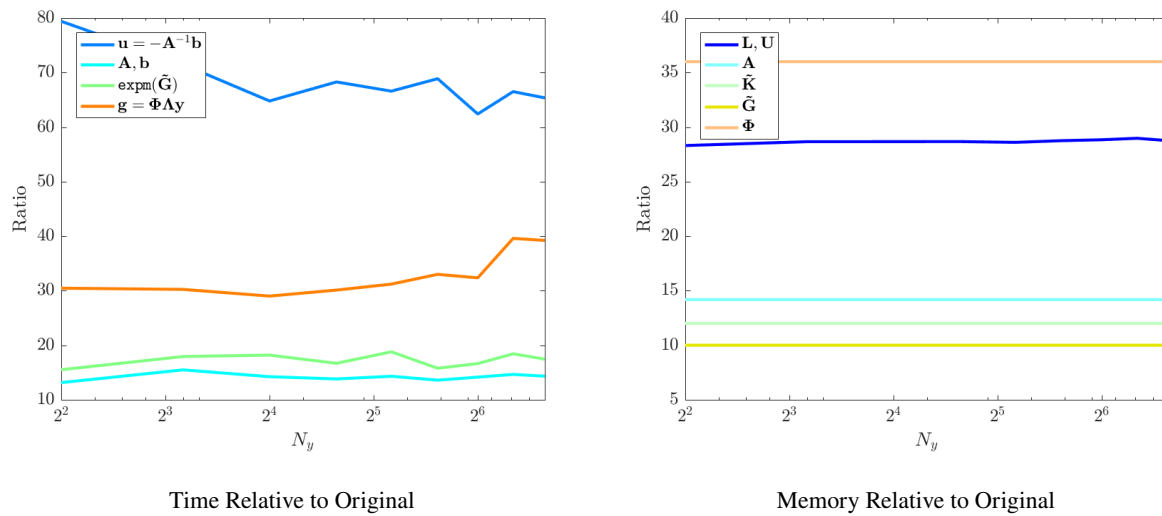 80
70
60
50
40
30
20
10
Ratio
u = −A⁻¹b
A, b
expm(G̃)
g = ΦΛy
2² 2³ 2⁴ 2⁵ 2⁶
N_y
Time Relative to Original
40
35
30
25
20
15
10
5
Ratio
L, U
A
K̃
G̃
Φ
2² 2³ 2⁴ 2⁵ 2⁶
N_y
Memory Relative to Original